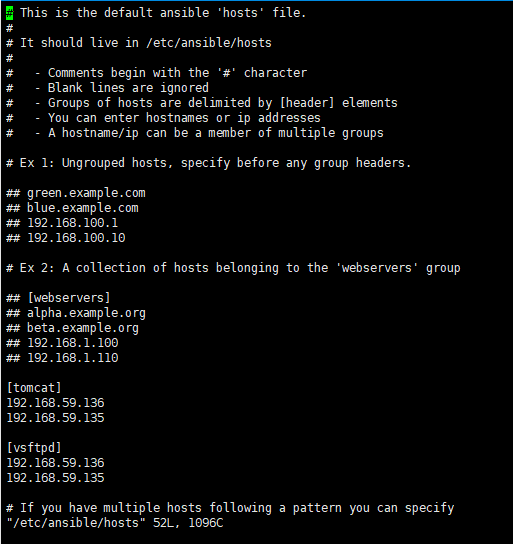 # This is the default ansible 'hosts' file.
#
# It should live in /etc/ansible/hosts
#
#   - Comments begin with the '#' character
#   - Blank lines are ignored
#   - Groups of hosts are delimited by [header] elements
#   - You can enter hostnames or ip addresses
#   - A hostname/ip can be a member of multiple groups

# Ex 1: Ungrouped hosts, specify before any group headers.

## green.example.com
## blue.example.com
## 192.168.100.1
## 192.168.100.10

# Ex 2: A collection of hosts belonging to the 'webservers' group

## [webservers]
## alpha.example.org
## beta.example.org
## 192.168.1.100
## 192.168.1.110

[tomcat]
192.168.59.136
192.168.59.135

[vsftpd]
192.168.59.136
192.168.59.135

# If you have multiple hosts following a pattern you can specify
"/etc/ansible/hosts" 52L, 1096C